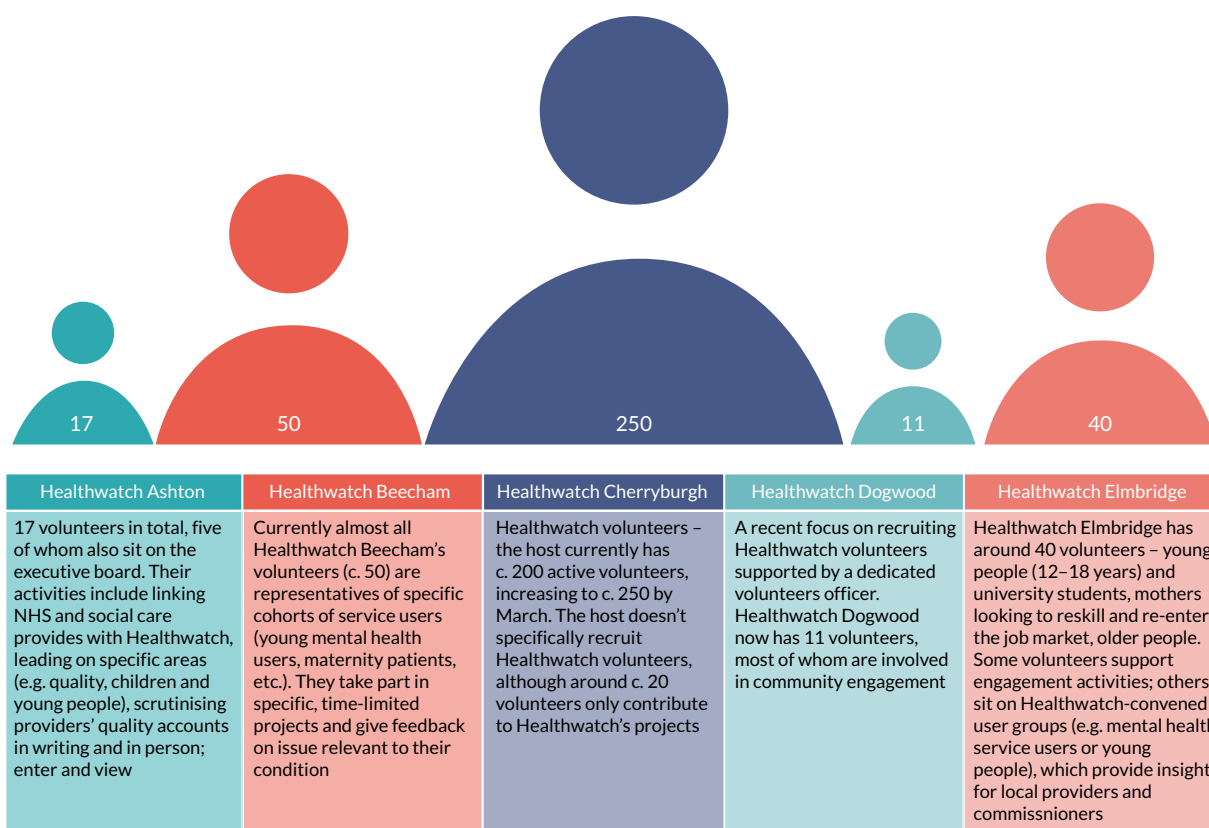 17
50
250
11
40
Healthwatch Ashton
17 volunteers in total, five
of whom also sit on the
executive board. Their
activities include linking
NHS and social care
provides with Healthwatch,
leading on specific areas
(e.g. quality, children and
young people), scrutinising
providers’ quality accounts
in writing and in person;
enter and view
Healthwatch Beecham
Currently almost all
Healthwatch Beecham’s
volunteers (c. 50) are
representatives of specific
cohorts of service users
(young mental health
users, maternity patients,
etc.). They take part in
specific, time-limited
projects and give feedback
on issue relevant to their
condition
Healthwatch Cherryburgh
Healthwatch volunteers –
the host currently has
c. 200 active volunteers,
increasing to c. 250 by
March. The host doesn’t
specifically recruit
Healthwatch volunteers,
although around c. 20
volunteers only contribute
to Healthwatch’s projects
Healthwatch Dogwood
A recent focus on recruiting
Healthwatch volunteers
supported by a dedicated
volunteers officer.
Healthwatch Dogwood
now has 11 volunteers,
most of whom are involved
in community engagement
Healthwatch Elmbridge
Healthwatch Elmbridge has
around 40 volunteers – young
people (12–18 years) and
university students, mothers
looking to reskill and re-enter
the job market, older people.
Some volunteers support
engagement activities; others
sit on Healthwatch-convened
user groups (e.g. mental health
service users or young
people), which provide insight
for local providers and
commissnioners